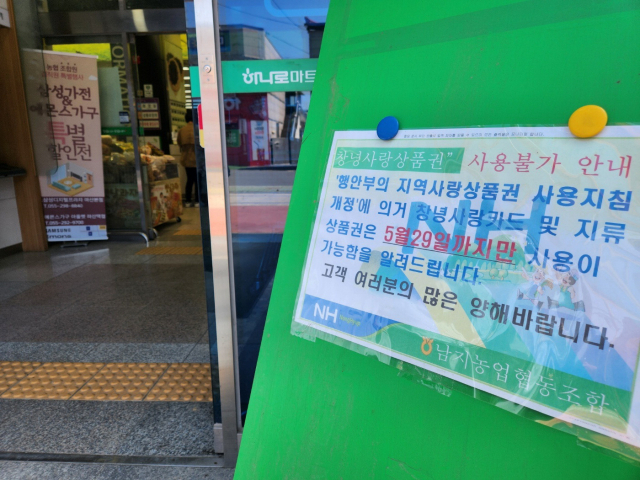 하나로마트
삼성가전
&
에몬스가구
특별
할인전
창녕사랑상품권" 사용불가 안내
'행안부의 지역사랑상품권 사용지침
개정'에 의거 창녕사랑카드 및 지류
상품권은 5월29일까지만 사용이
가능함을 알려드립니다.
고객 여러분의 많은 양해바랍니다.
NH
남지농업협동조합